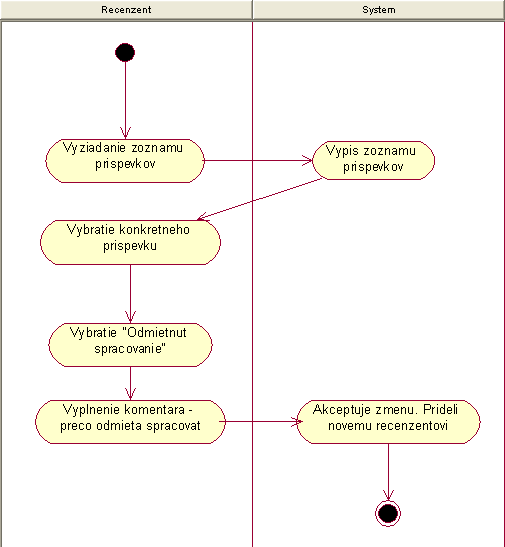 Recenzent
System
Vyziadanie zoznamu
prispevkov
Vypis zoznamu
prispevkov
Vybratie konkretneho
prispevku
Vybratie "Odmietnut
spracovanie"
Vyplnenie komentara -
preco odmieta spracovat
Akceptuje zmenu. Prideli
novemu recenzentovi